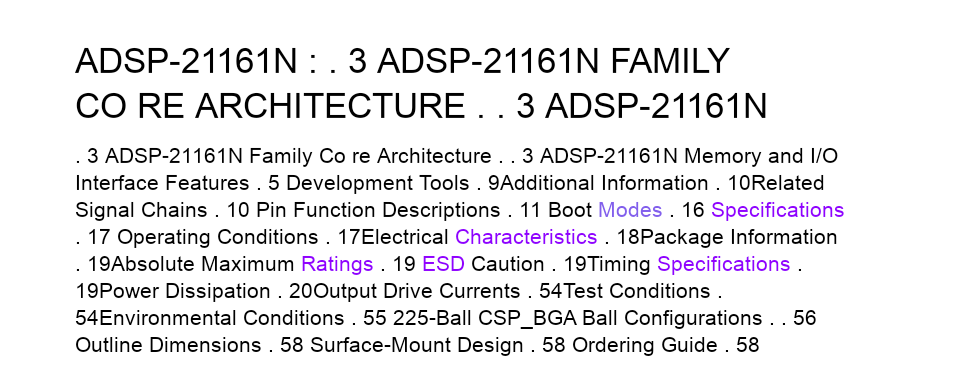 ADSP-21161N : . 3 ADSP-21161N FAMILY
CO RE ARCHITECTURE . . 3 ADSP-21161N
. 3 ADSP-21161N Family Co re Architecture . . 3 ADSP-21161N Memory and I/O
Interface Features . 5 Development Tools . 9Additional Information . 10Related
Signal Chains . 10 Pin Function Descriptions . 11 Boot Modes . 16 Specifications
. 17 Operating Conditions . 17Electrical Characteristics . 18Package Information
. 19Absolute Maximum Ratings . 19 ESD Caution . 19Timing Specifications .
19Power Dissipation . 20Output Drive Currents . 54Test Conditions .
54Environmental Conditions . 55 225-Ball CSP_BGA Ball Configurations . . 56
Outline Dimensions . 58 Surface-Mount Design . 58 Ordering Guide . 58